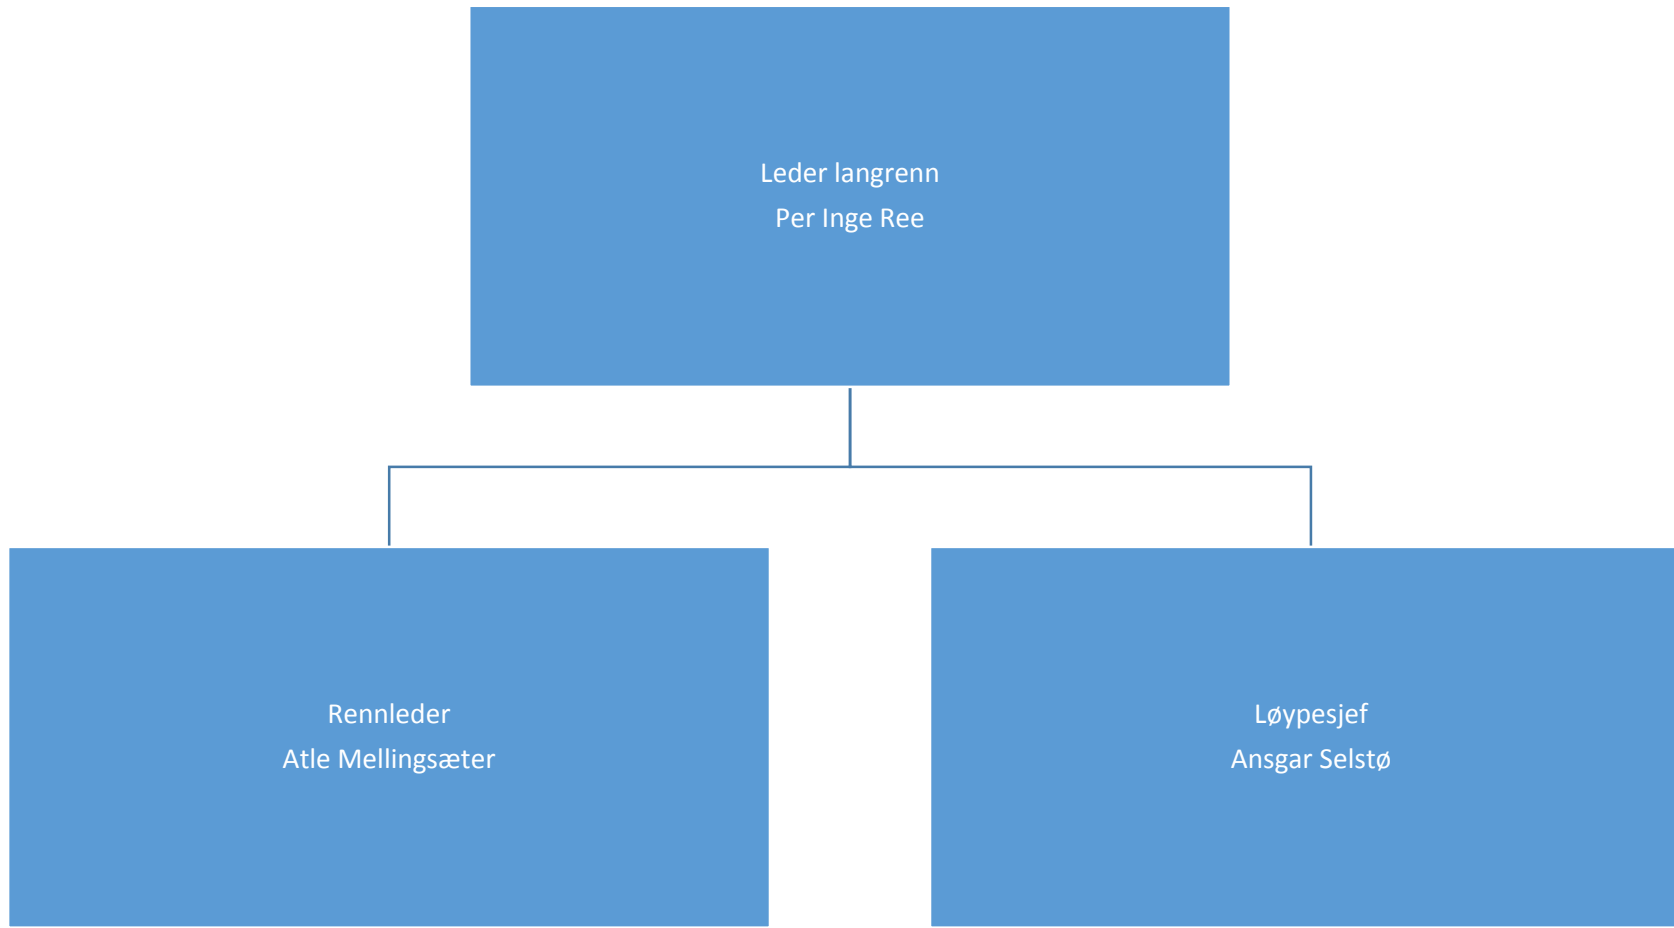 Leder langrenn
Per Inge Ree
Rennleder
Atle Mellingsæter
Løypesjef
Ansgar Selstø